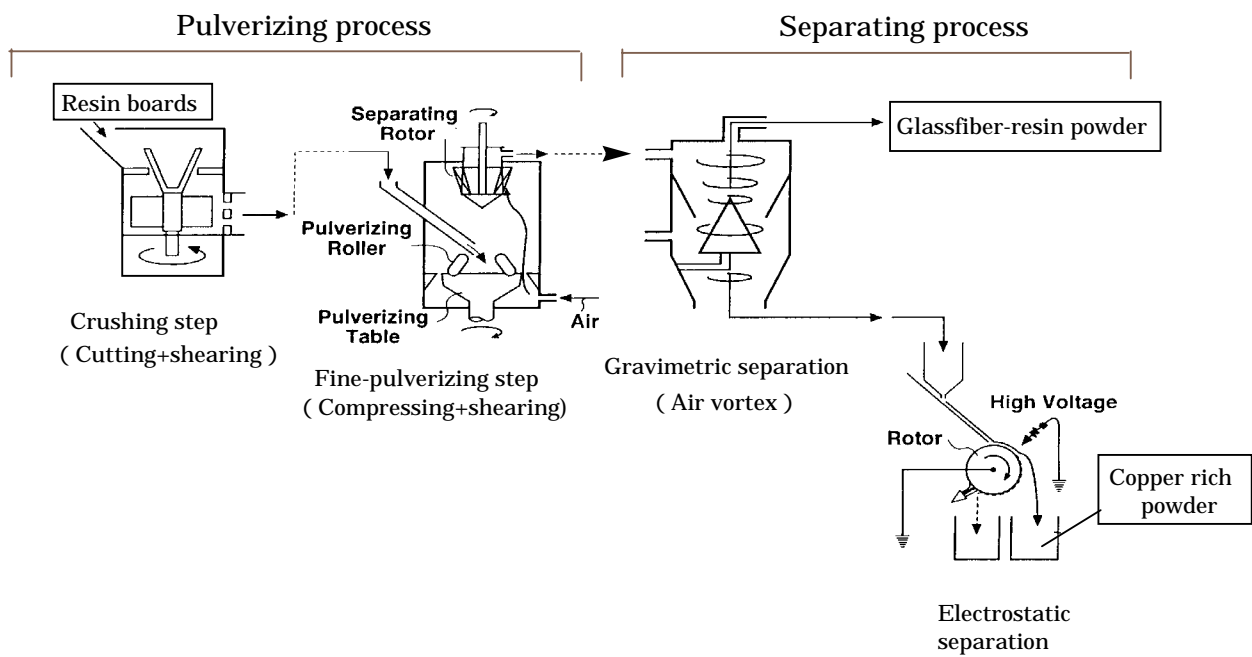 Pulverizing process
Separating process
Resin boards
Separating
Rotor
Glassfiber-resin powder
Pulverizing
Roller
Pulverizing
Table
Air
Crushing step
( Cutting+shearing )
Fine-pulverizing step
( Compressing+shearing)
Gravimetric separation
( Air vortex )
High Voltage
Rotor
Copper rich
powder
Electrostatic
separation